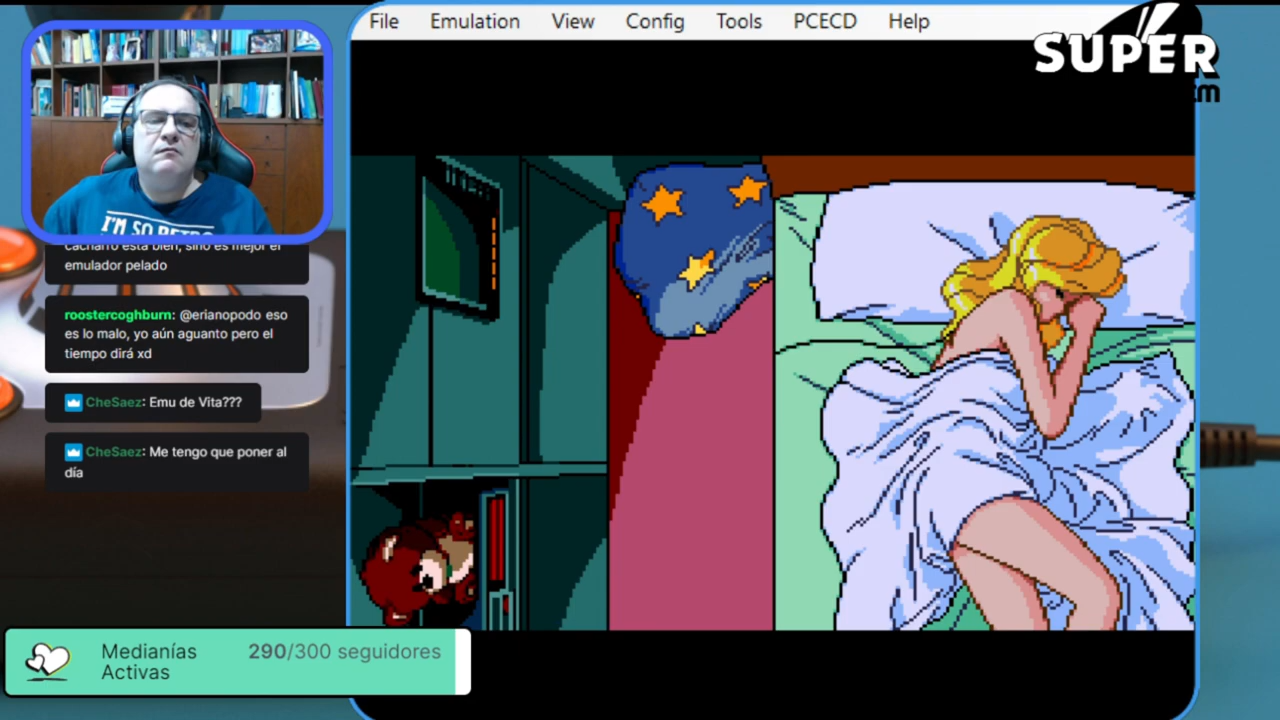 File Emulation View Config Tools PCECD Help
SUPER
I'M SO RETRO
cacharro está bien, sino es mejor el
emulador pelado
roostercoghburn: @erianopodo eso
es lo malo, yo aún aguanto pero el
tiempo dirá xd
CheSaez: Emu de Vita???
CheSaez: Me tengo que poner al
día
Medianías 290/300 seguidores
Activas